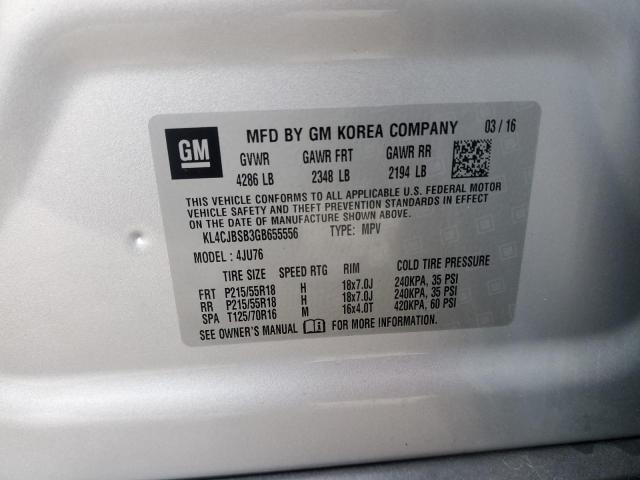 GM MFD BY GM KOREA COMPANY 03 / 16
GVWR GAWR FRT GAWR RR
4286 LB 2348 LB 2194 LB
THIS VEHICLE CONFORMS TO ALL APPLICABLE U.S. FEDERAL MOTOR
VEHICLE SAFETY AND THEFT PREVENTION STANDARDS IN EFFECT
ON THE DATE OF MANUFACTURE SHOWN ABOVE.
KL4CJBSB3GB655556 TYPE: MPV
MODEL : 4JU76
TIRE SIZE SPEED RTG RIM COLD TIRE PRESSURE
FRT P215/55R18 H 18x7.0J 240KPA, 35 PSI
RR P215/55R18 H 18x7.0J 240KPA, 35 PSI
SPA T125/70R16 M 16x4.0T 420KPA, 60 PSI
SEE OWNER'S MANUAL FOR MORE INFORMATION.